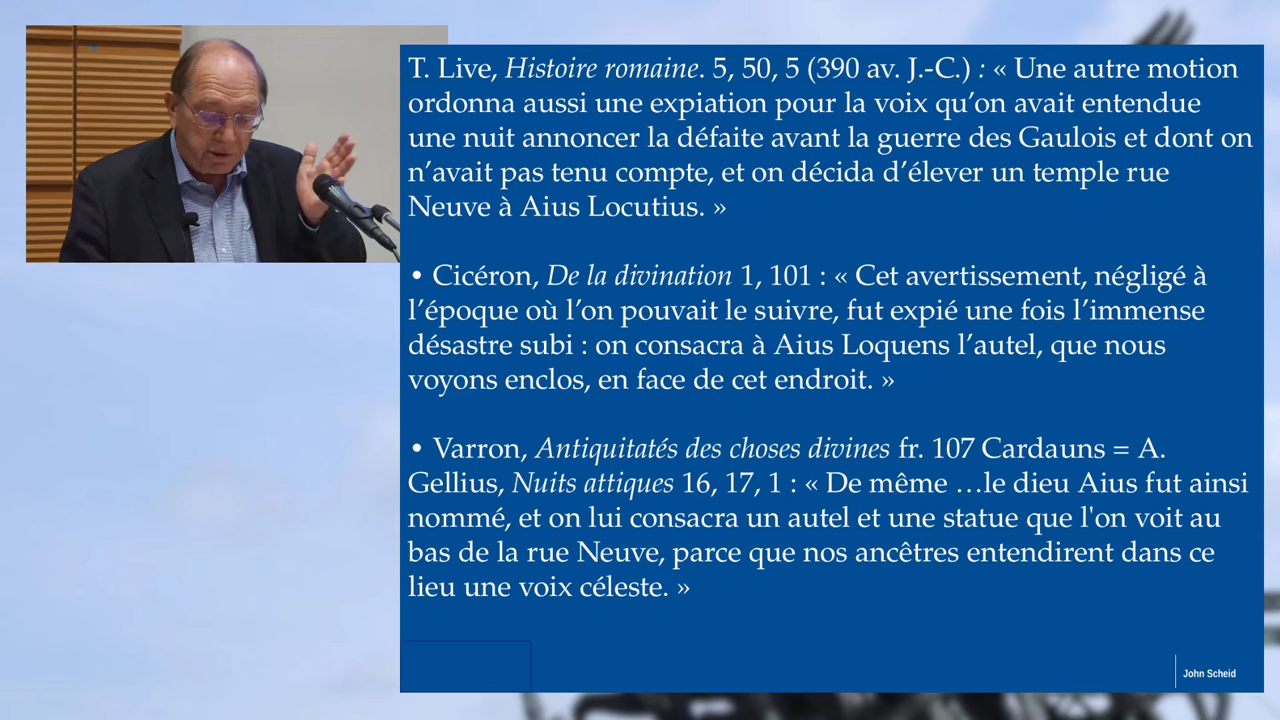 T. Live, Histoire romaine. 5, 50, 5 (390 av. J.-C.) : « Une autre motion
ordonna aussi une expiation pour la voix qu’on avait entendue
une nuit annoncer la défaite avant la guerre des Gaulois et dont on
n’avait pas tenu compte, et on décida d’élever un temple rue
Neuve à Aius Locutius. »
• Cicéron, De la divination 1, 101 : « Cet avertissement, négligé à
l’époque où l’on pouvait le suivre, fut expié une fois l’immense
désastre subi : on consacra à Aius Loquens l’autel, que nous
voyons enclos, en face de cet endroit. »
• Varron, Antiquitatés des choses divines fr. 107 Cardauns = A.
Gellius, Nuits attiques 16, 17, 1 : « De même …le dieu Aius fut ainsi
nommé, et on lui consacra un autel et une statue que l'on voit au
bas de la rue Neuve, parce que nos ancêtres entendirent dans ce
lieu une voix céleste. »
John Scheid